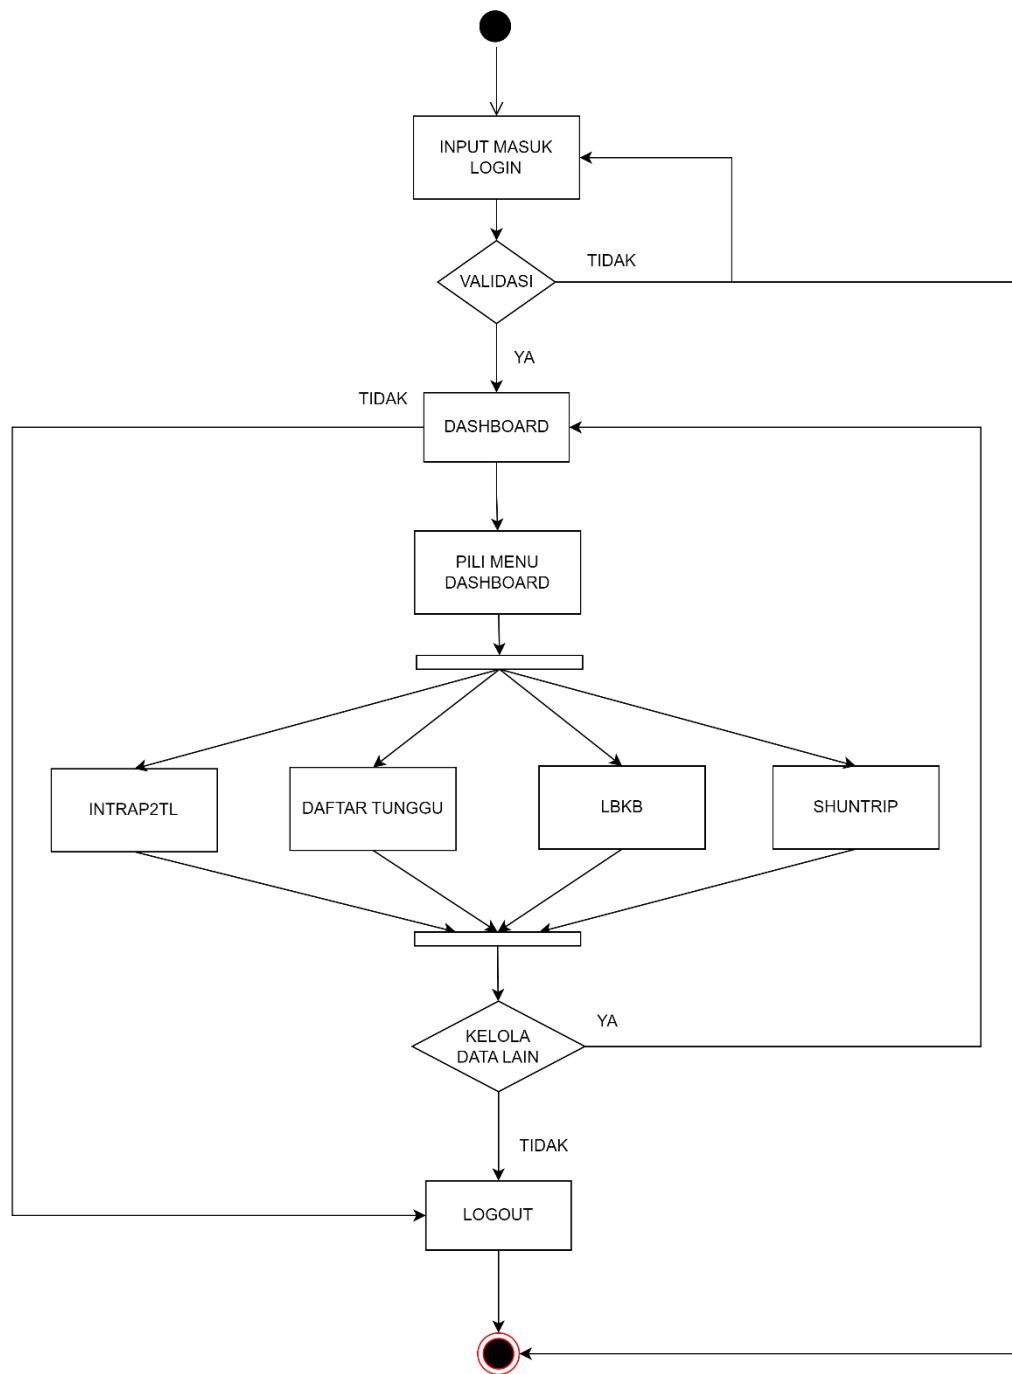 INPUT MASUK
LOGIN
TIDAK
VALIDASI
YA
TIDAK
DASHBOARD
PILI MENU
DASHBOARD
INTRAP2TL
DAFTAR TUNGGU
LBKB
SHUNTRIP
YA
KELOLA
DATA LAIN
TIDAK
LOGOUT